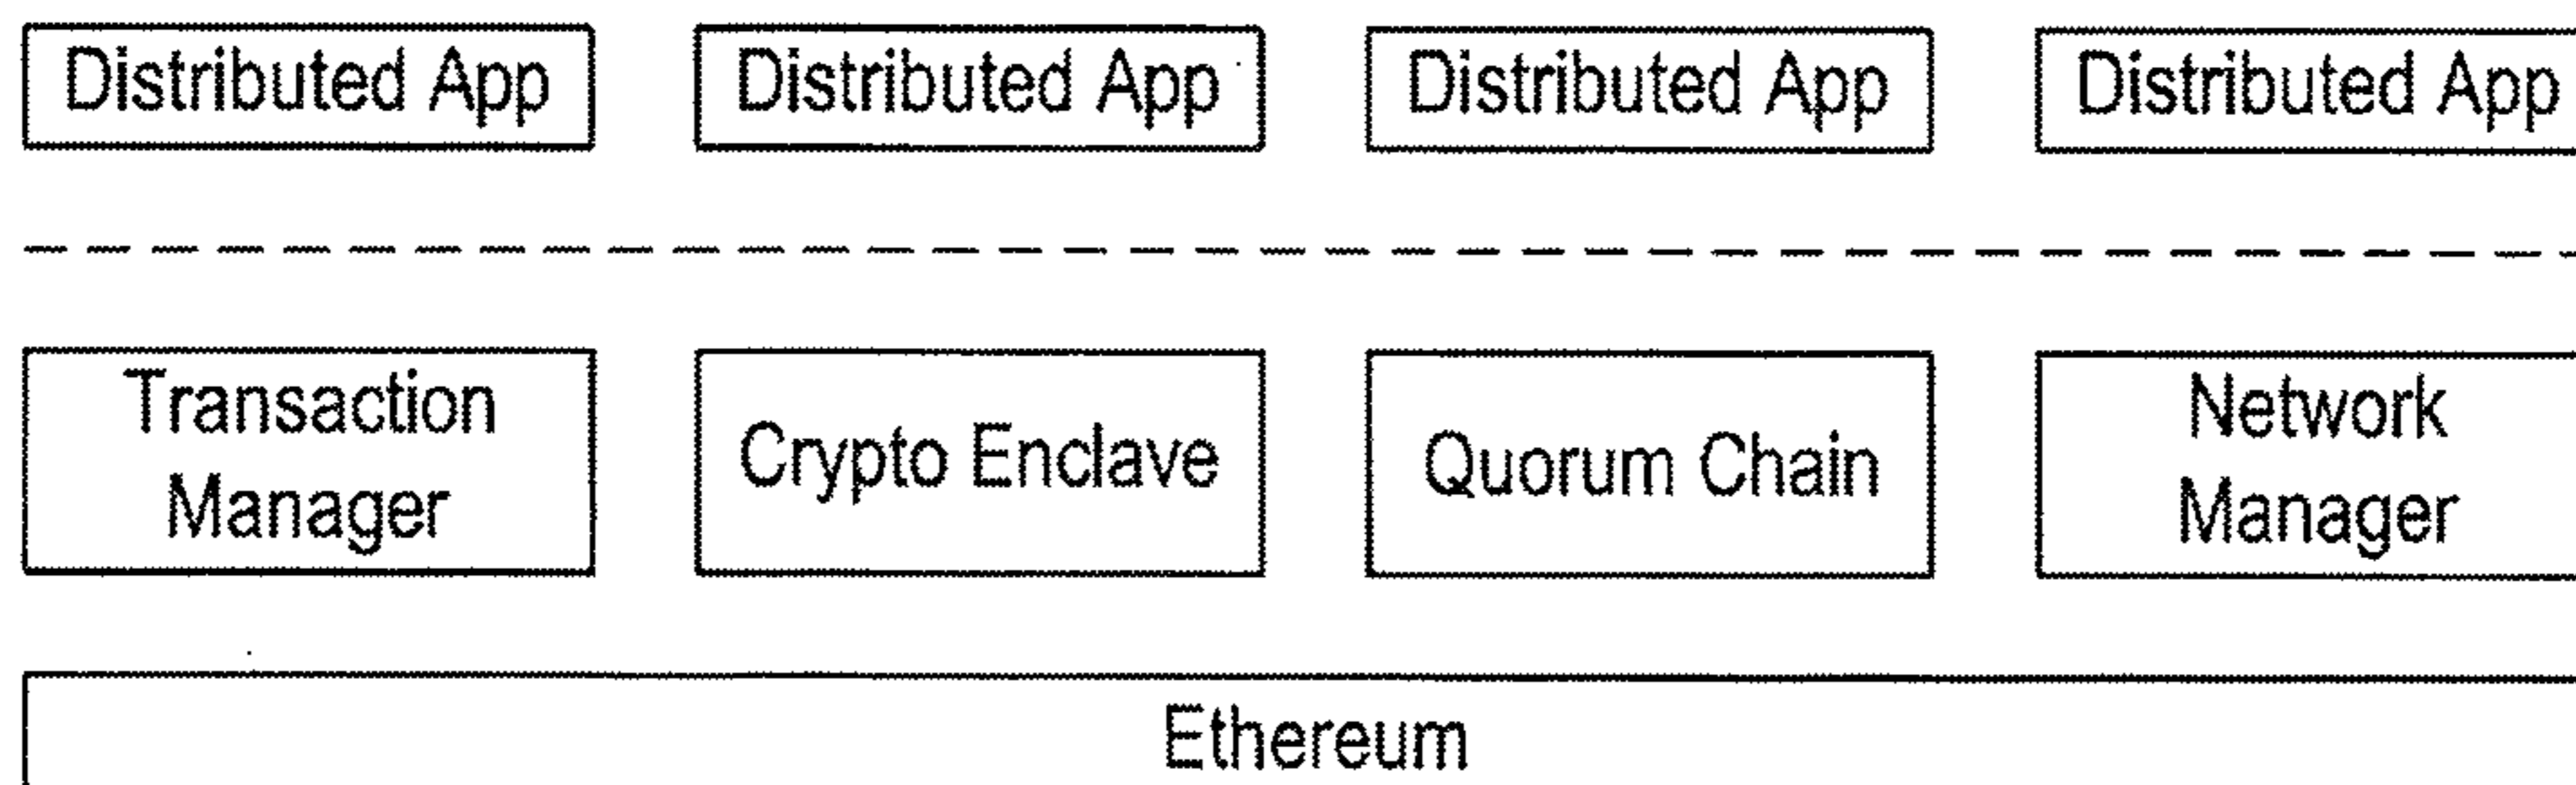 Distributed App
Distributed App
Distributed App
Distributed App
Transaction
Manager
Crypto Enclave
Quorum Chain
Network
Manager
Ethereum